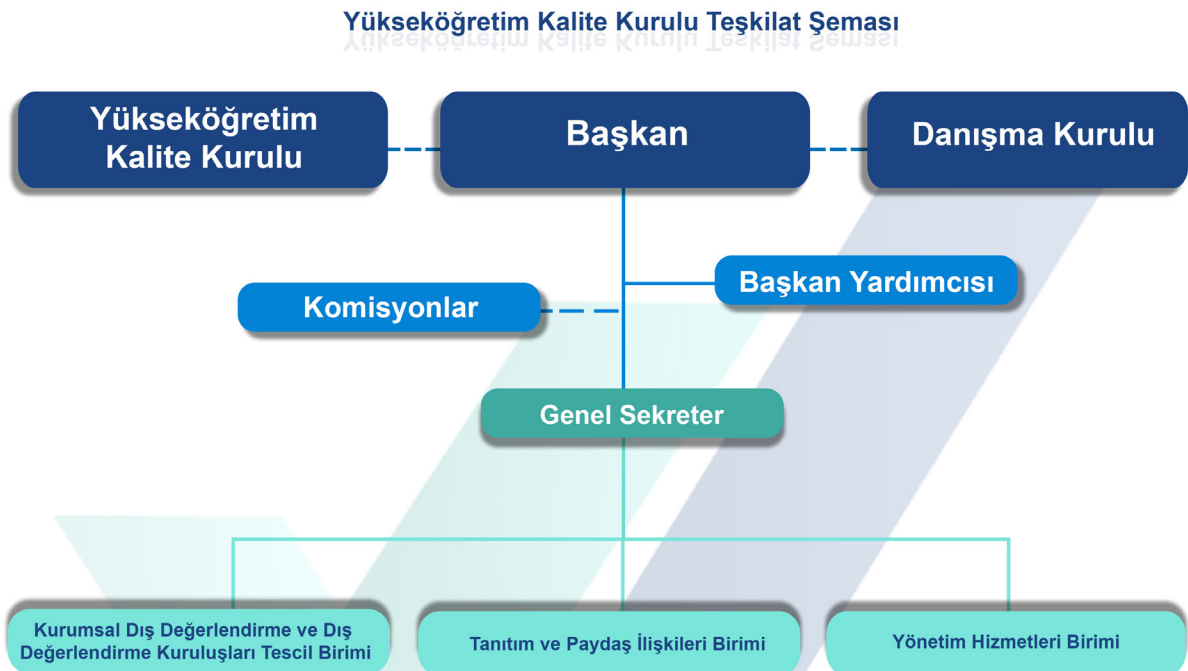 Yükseköğretim Kalite Kurulu Teşkilat Şeması
Yükseköğretim
Kalite Kurulu
Başkan
Danışma Kurulu
Başkan Yardımcısı
Komisyonlar
Genel Sekreter
Kurumsal Dış Değerlendirme ve Dış
Değerlendirme Kuruluşları Tescil Birimi
Tanıtım ve Paydaş İlişkileri Birimi
Yönetim Hizmetleri Birimi